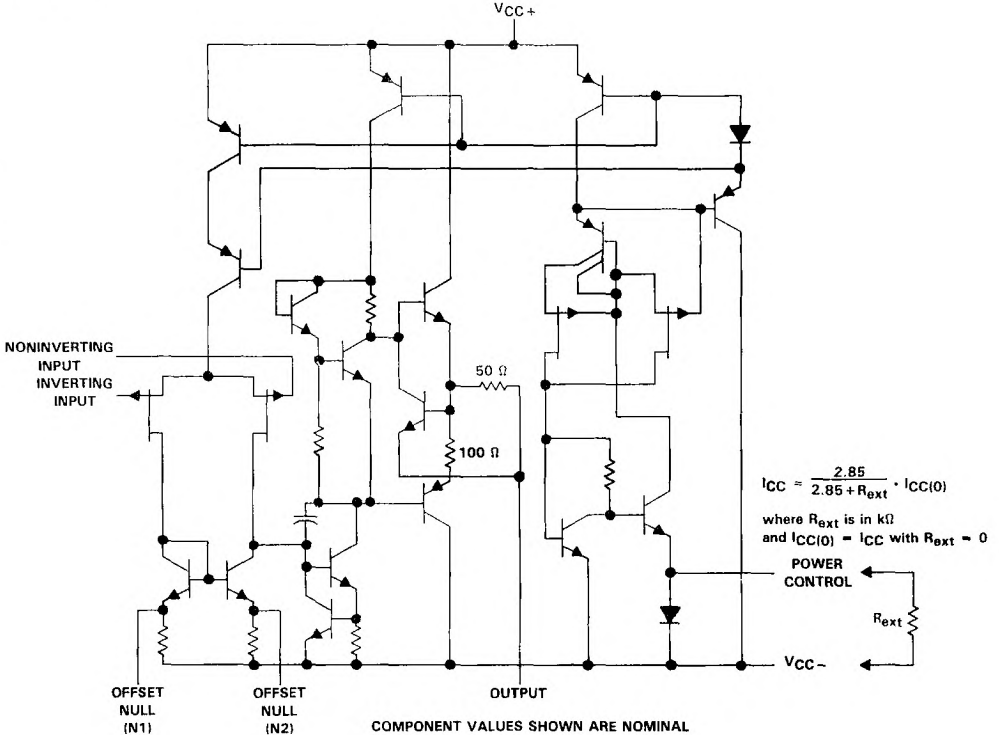 VCC+
NONINVERTING
INPUT
INVERTING
INPUT
50 Ω
100 Ω
ICC ≈ 2.85 / 2.85 + Rext · ICC(0)
where Rext is in kΩ
and ICC(0) = ICC with Rext = 0
POWER
CONTROL
Rext
VCC−
OFFSET
NULL
(N1)
OFFSET
NULL
(N2)
OUTPUT
COMPONENT VALUES SHOWN ARE NOMINAL